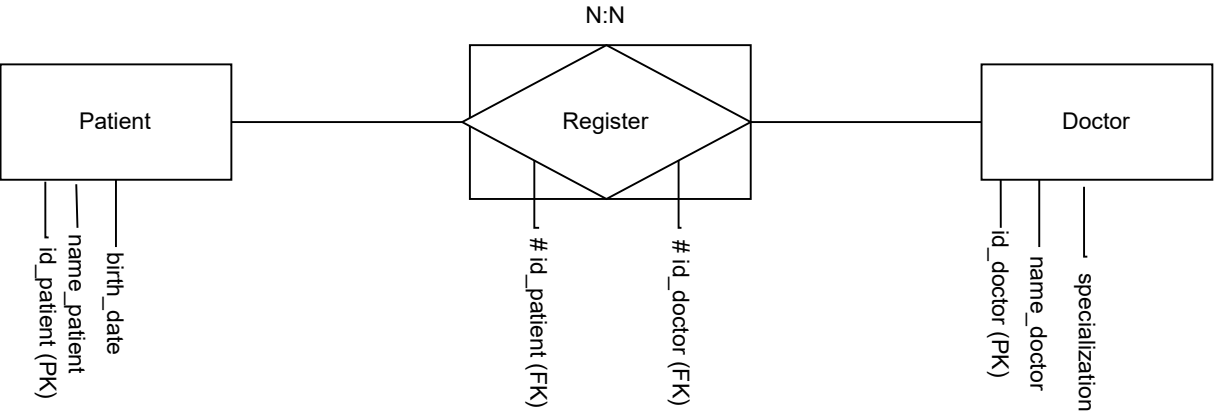 N:N
Patient
Register
Doctor
id_patient (PK)
name_patient
birth_date
# id_patient (FK)
# id_doctor (FK)
id_doctor (PK)
name_doctor
specialization